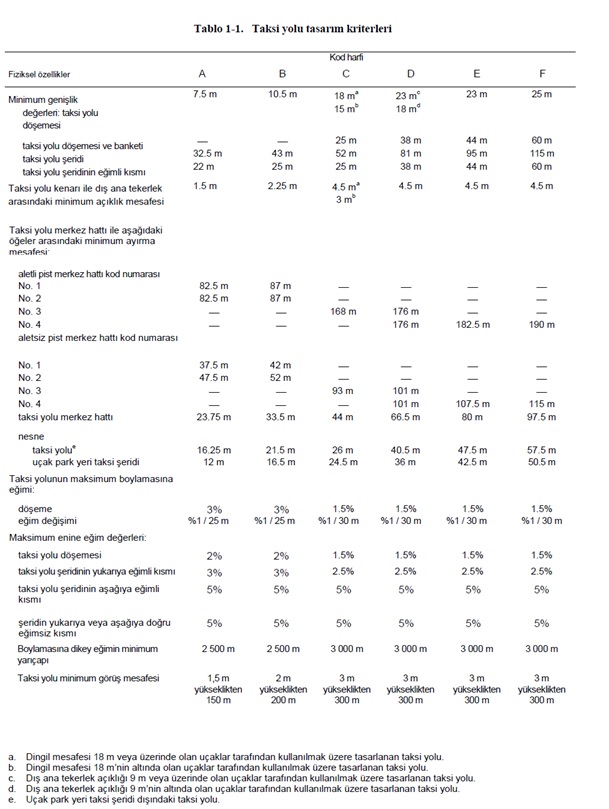 Tablo 1-1. Taksi yolu tasarım kriterleri
Kod harfi
Fiziksel özellikler A B C D E F
Minimum genişlik 7.5 m 10.5 m 18 mᵃ 23 mᶜ 23 m 25 m
değerleri: taksi yolu 15 mᵇ 18 mᵈ
döşemesi
taksi yolu döşemesi ve banketi — — 25 m 38 m 44 m 60 m
taksi yolu şeridi 32.5 m 43 m 52 m 81 m 95 m 115 m
taksi yolu şeridinin eğimli kısmı 22 m 25 m 25 m 38 m 44 m 60 m
Taksi yolu kenarı ile dış ana tekerlek 1.5 m 2.25 m 4.5 mᵃ 4.5 m 4.5 m 4.5 m
arasındaki minimum açıklık mesafesi 3 mᵇ
Taksi yolu merkez hattı ile aşağıdaki
öğeler arasındaki minimum ayırma
mesafesi:
aletli pist merkez hattı kod numarası
No. 1 82.5 m 87 m — — — —
No. 2 82.5 m 87 m — — — —
No. 3 — — 168 m 176 m — —
No. 4 — — — 176 m 182.5 m 190 m
aletsiz pist merkez hattı kod numarası
No. 1 37.5 m 42 m — — — —
No. 2 47.5 m 52 m — — — —
No. 3 — — 93 m 101 m — —
No. 4 — — — 101 m 107.5 m 115 m
taksi yolu merkez hattı 23.75 m 33.5 m 44 m 66.5 m 80 m 97.5 m
nesne
taksi yoluᵉ 16.25 m 21.5 m 26 m 40.5 m 47.5 m 57.5 m
uçak park yeri taksi şeridi 12 m 16.5 m 24.5 m 36 m 42.5 m 50.5 m
Taksi yolunun maksimum boylamasına
eğimi:
döşeme 3% 3% 1.5% 1.5% 1.5% 1.5%
eğim değişimi %1 / 25 m %1 / 25 m %1 / 30 m %1 / 30 m %1 / 30 m %1 / 30 m
Maksimum enine eğim değerleri:
taksi yolu döşemesi 2% 2% 1.5% 1.5% 1.5% 1.5%
taksi yolu şeridinin yukarıya eğimli kısmı 3% 3% 2.5% 2.5% 2.5% 2.5%
taksi yolu şeridinin aşağıya eğimli 5% 5% 5% 5% 5% 5%
kısmı
şeridin yukarıya veya aşağıya doğru 5% 5% 5% 5% 5% 5%
eğimsiz kısmı
Boylamasına dikey eğimin minimum 2 500 m 2 500 m 3 000 m 3 000 m 3 000 m 3 000 m
yarıçapı
Taksi yolu minimum görüş mesafesi 1,5 m 2 m 3 m 3 m 3 m 3 m
yükseklikten yükseklikten yükseklikten yükseklikten yükseklikten yükseklikten
150 m 200 m 300 m 300 m 300 m 300 m
a. Dingil mesafesi 18 m veya üzerinde olan uçaklar tarafından kullanılmak üzere tasarlanan taksi yolu.
b. Dingil mesafesi 18 m'nin altında olan uçaklar tarafından kullanılmak üzere tasarlanan taksi yolu.
c. Dış ana tekerlek açıklığı 9 m veya üzerinde olan uçaklar tarafından kullanılmak üzere tasarlanan taksi yolu.
d. Dış ana tekerlek açıklığı 9 m'nin altında olan uçaklar tarafından kullanılmak üzere tasarlanan taksi yolu.
e. Uçak park yeri taksi şeridi dışındaki taksi yolu.